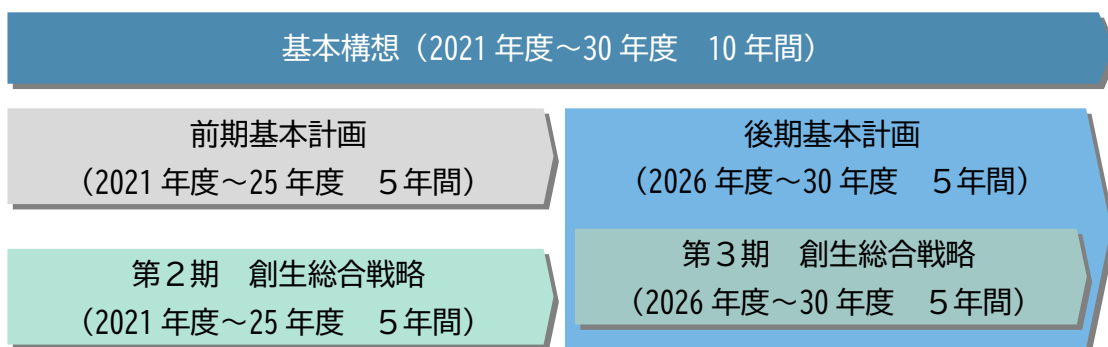 基本構想（2021 年度～30 年度　10 年間）
前期基本計画
（2021 年度～25 年度　５年間）
後期基本計画
（2026 年度～30 年度　５年間）
第２期　創生総合戦略
（2021 年度～25 年度　５年間）
第３期　創生総合戦略
（2026 年度～30 年度　５年間）